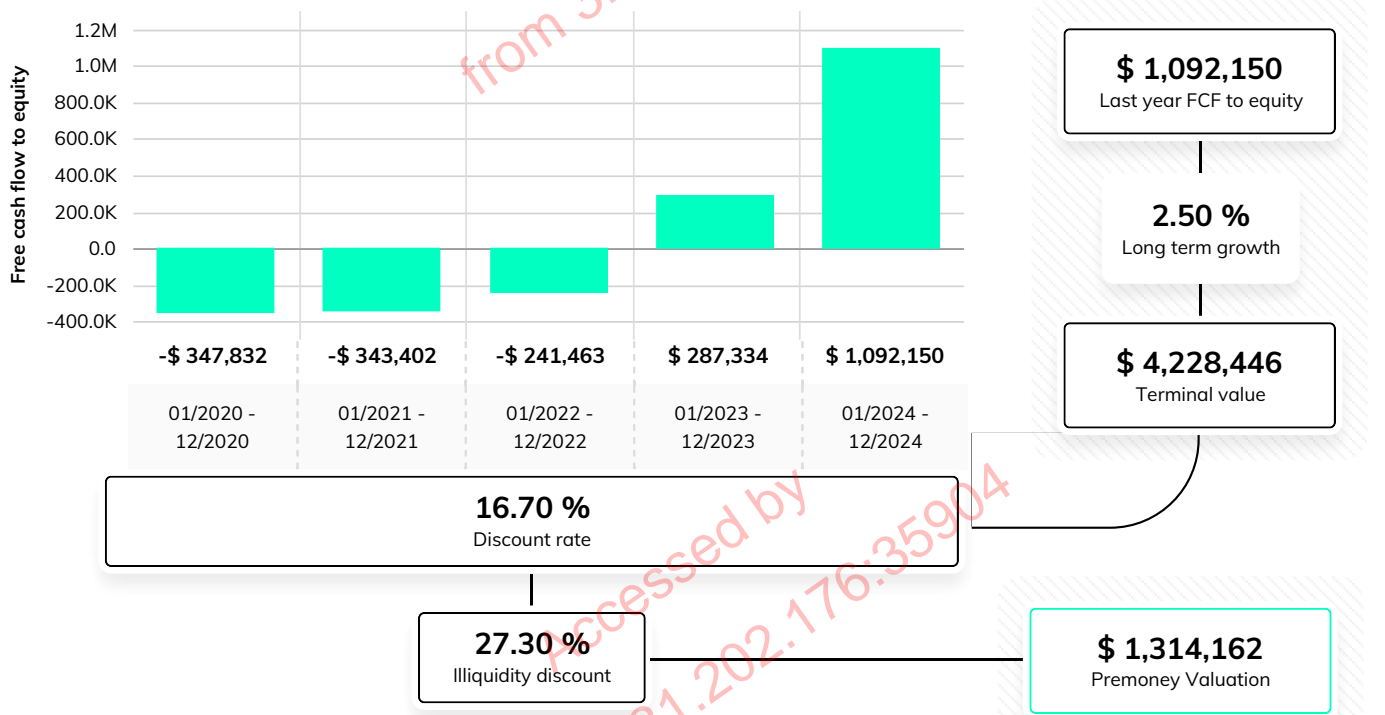 Free cash flow to equity
1.2M
1.0M
800.0K
600.0K
400.0K
200.0K
0.0
-200.0K
-400.0K
-$ 347,832
-$ 343,402
-$ 241,463
$ 287,334
$ 1,092,150
01/2020 -
12/2020
01/2021 -
12/2021
01/2022 -
12/2022
01/2023 -
12/2023
01/2024 -
12/2024
$ 1,092,150
Last year FCF to equity
2.50 %
Long term growth
$ 4,228,446
Terminal value
16.70 %
Discount rate
27.30 %
Illiquidity discount
$ 1,314,162
Premoney Valuation
from
Accessed by
.202.176:35904